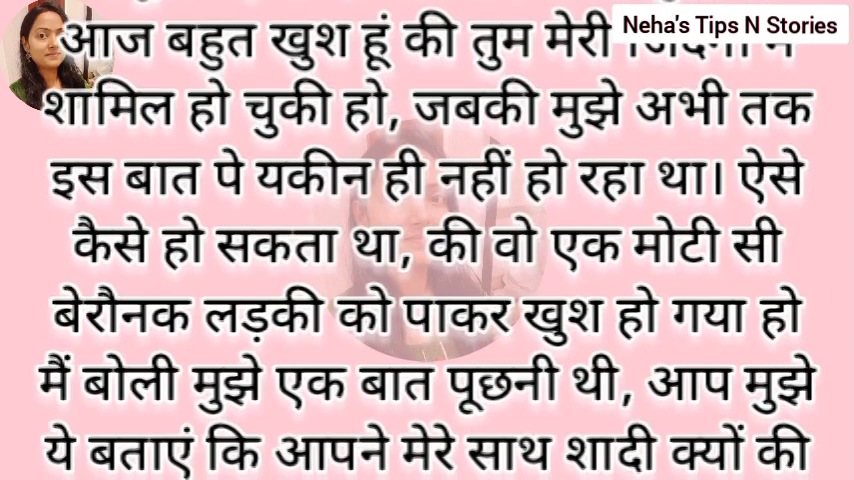 Neha's Tips N Stories
आज बहुत खुश हूं की तुम मेरी
शामिल हो चुकी हो, जबकी मुझे अभी तक
इस बात पे यकीन ही नहीं हो रहा था। ऐसे
कैसे हो सकता था, की वो एक मोटी सी
बेरौनक लड़की को पाकर खुश हो गया हो
मैं बोली मुझे एक बात पूछनी थी, आप मुझे
ये बताएं कि आपने मेरे साथ शादी क्यों की